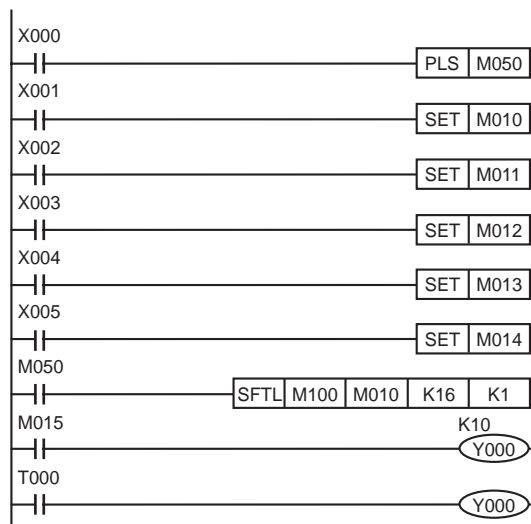 X000
PLS M050
X001
SET M010
X002
SET M011
X003
SET M012
X004
SET M013
X005
SET M014
M050
SFTL M100 M010 K16 K1
M015
K10
Y000
T000
Y000